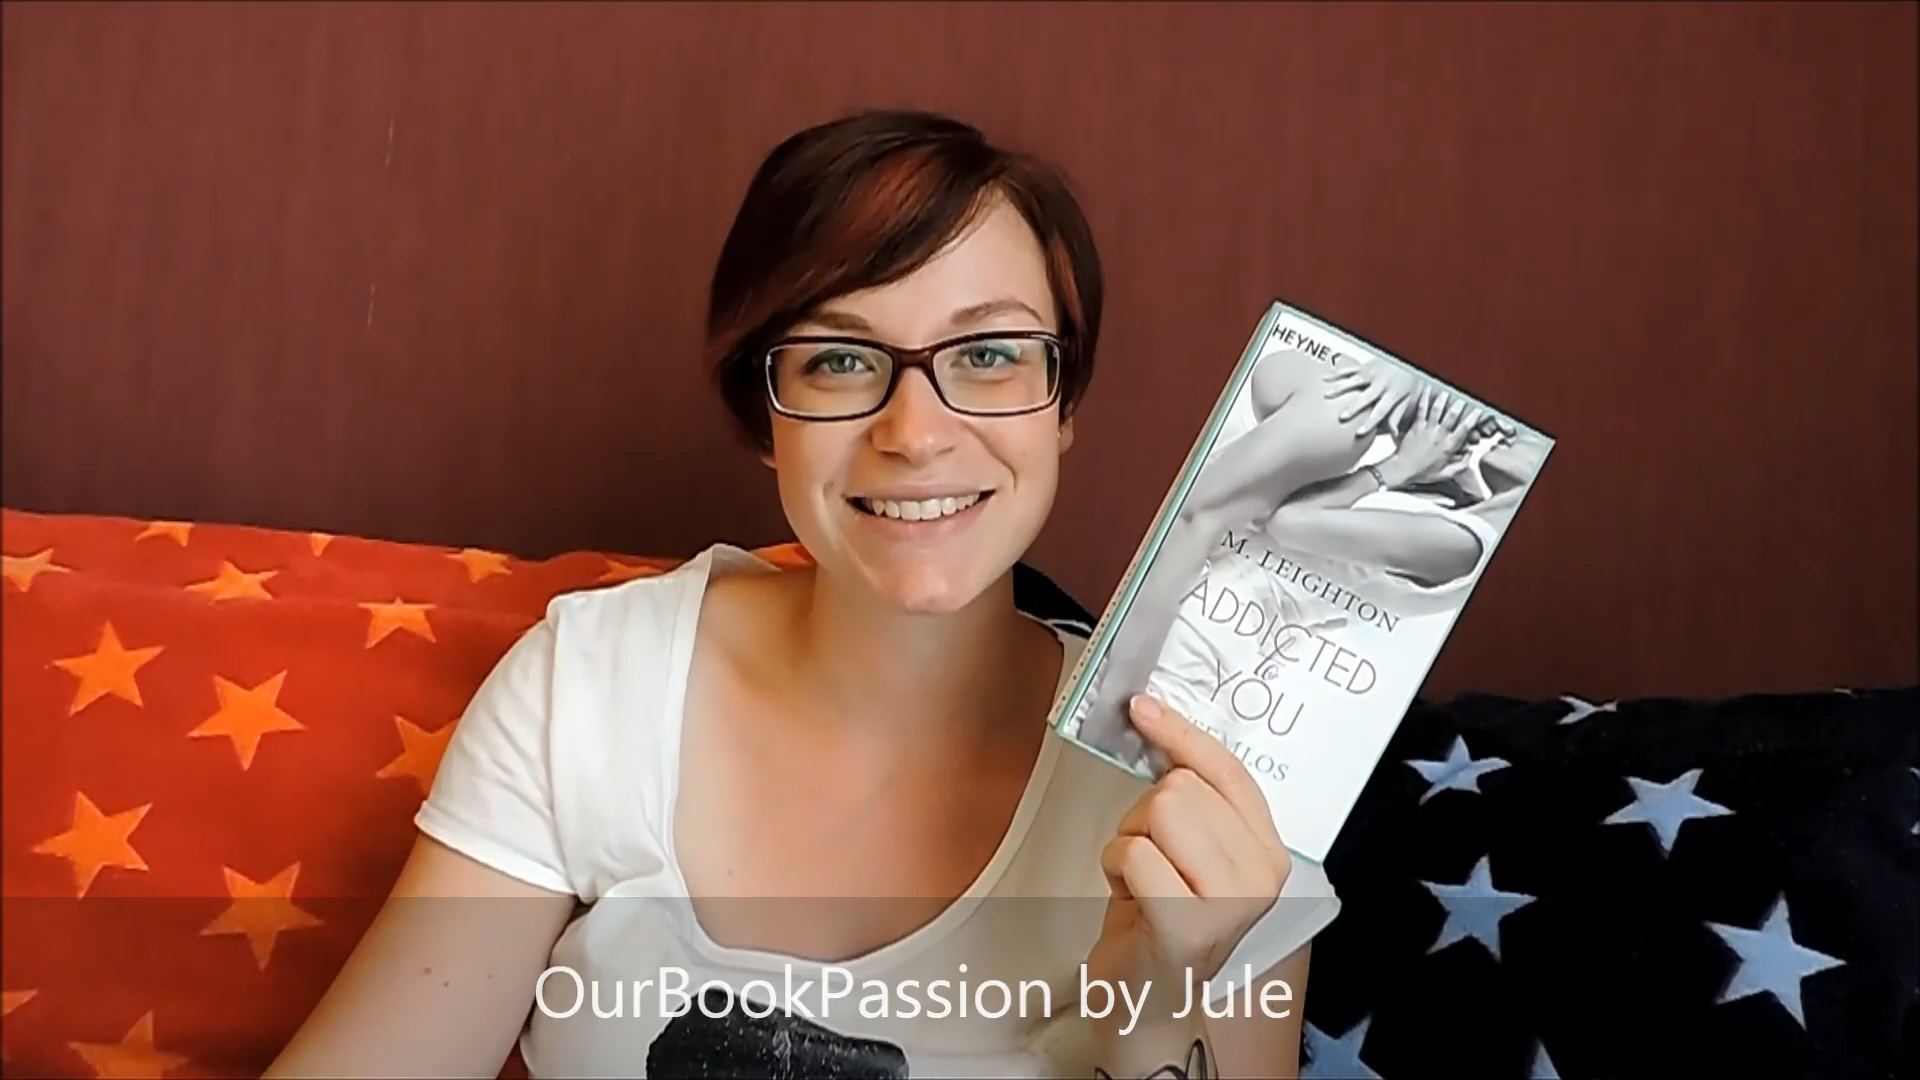 HEYNE <
M. LEIGHTON
ADDICTED
to
YOU
OurBookPassion by Jule